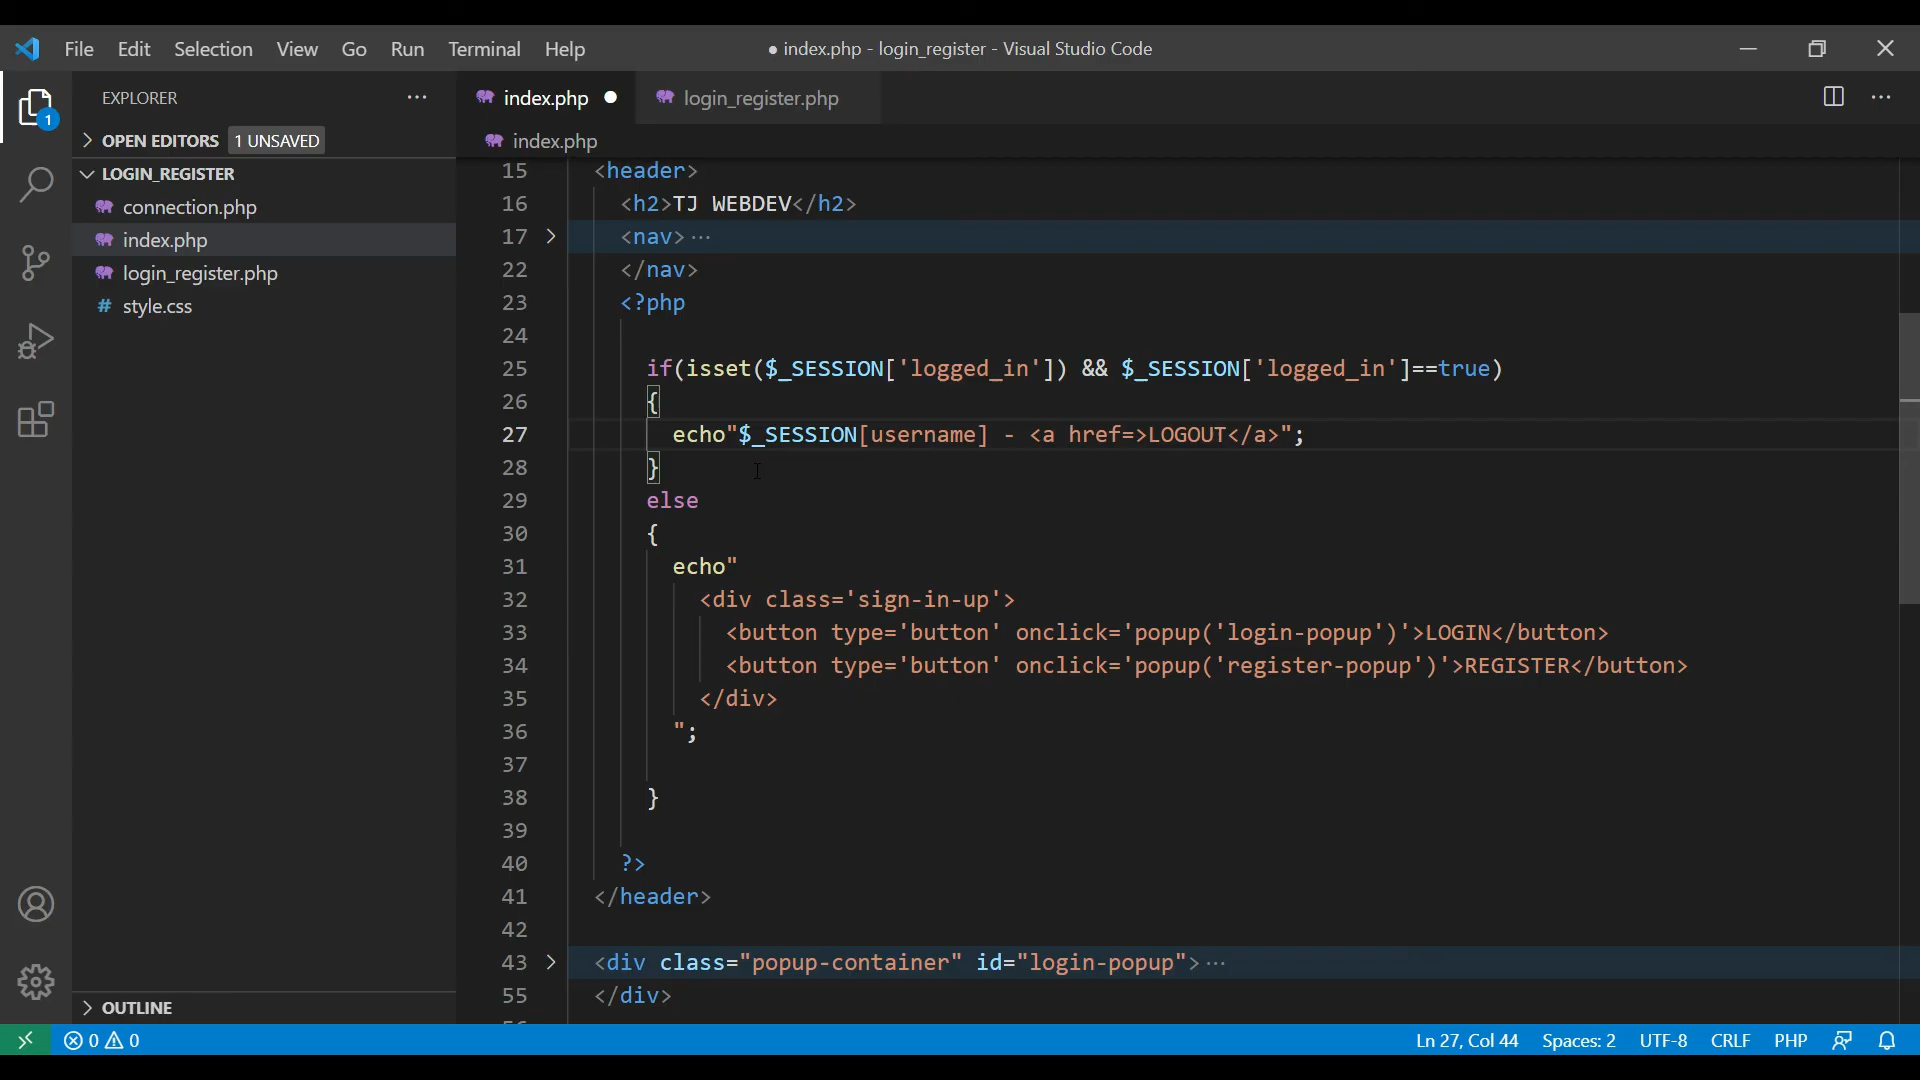 File Edit Selection View Go Run Terminal Help
● index.php - login_register - Visual Studio Code
EXPLORER ···
1
OPEN EDITORS 1 UNSAVED
LOGIN_REGISTER
connection.php
index.php
login_register.php
# style.css
OUTLINE
index.php ● login_register.php ···
index.php
15 <header>
16 <h2>TJ WEBDEV</h2>
17 <nav>···
22 </nav>
23 <?php
24
25 if(isset($_SESSION['logged_in']) && $_SESSION['logged_in']==true)
26 {
27 echo"$_SESSION[username] - <a href=>LOGOUT</a>";
28 }
29 else
30 {
31 echo"
32 <div class='sign-in-up'>
33 <button type='button' onclick='popup('login-popup')'>LOGIN</button>
34 <button type='button' onclick='popup('register-popup')'>REGISTER</button>
35 </div>
36 ";
37
38 }
39
40 ?>
41 </header>
42
43 <div class="popup-container" id="login-popup">···
55 </div>
0 0 Ln 27, Col 44 Spaces: 2 UTF-8 CRLF PHP